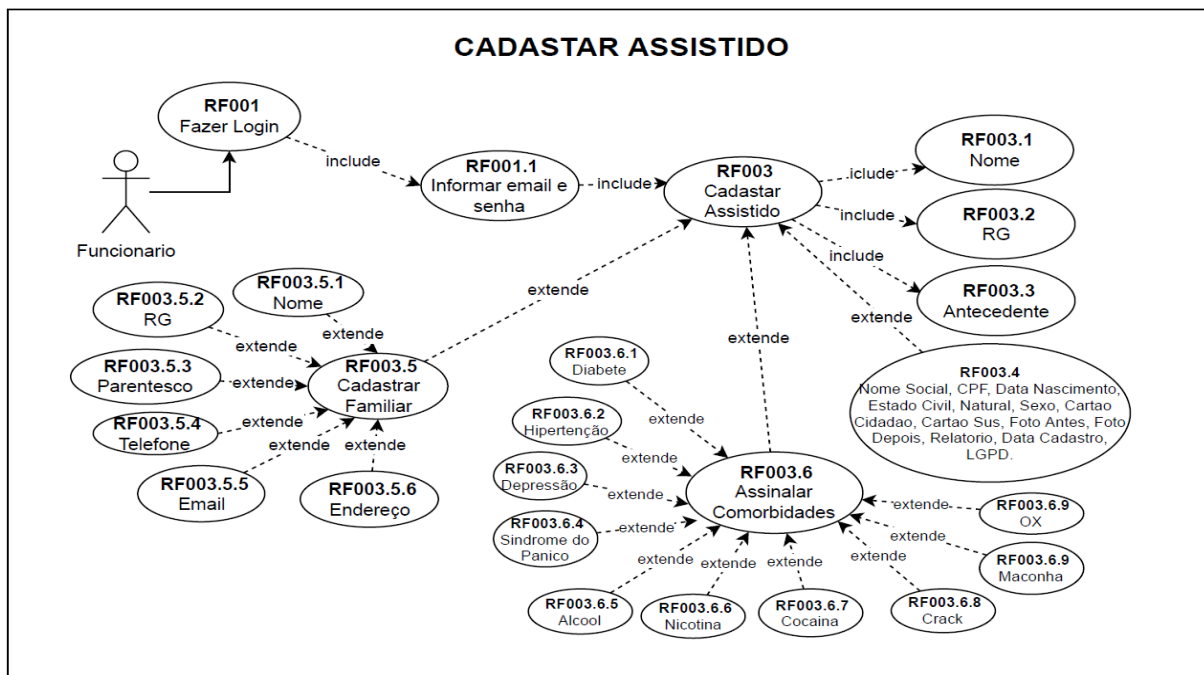 CADASTAR ASSISTIDO
RF001
Fazer Login
include
RF001.1
Informar email e
senha
include
RF003
Cadastar
Assistido
iclude
RF003.1
Nome
include
RF003.2
RG
include
RF003.3
Antecedente
extende
RF003.4
Nome Social, CPF, Data Nascimento,
Estado Civil, Natural, Sexo, Cartao
Cidadao, Cartao Sus, Foto Antes, Foto
Depois, Relatorio, Data Cadastro,
LGPD.
Funcionario
extende
RF003.5.1
Nome
extende
RF003.5.2
RG
extende
RF003.5.3
Parentesco
extende
RF003.5
Cadastrar
Familiar
RF003.5.4
Telefone
extende
RF003.5.5
Email
extende
RF003.5.6
Endereço
extende
extende
RF003.6.1
Diabete
extende
RF003.6.2
Hipertenção
extende
RF003.6.3
Depressão
extende
RF003.6.4
Sindrome do
Panico
extende
RF003.6
Assinalar
Comorbidades
RF003.6.5
Alcool
extende
RF003.6.6
Nicotina
extende
RF003.6.7
Cocaina
extende
RF003.6.8
Crack
extende
RF003.6.9
Maconha
extende
RF003.6.9
OX
extende